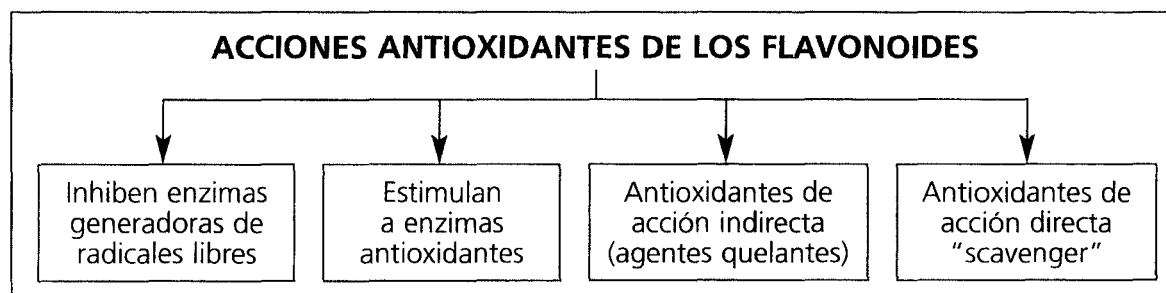 ACCIONES ANTIOXIDANTES DE LOS FLAVONOIDES
Inhiben enzimas
generadoras de
radicales libres
Estimulan
a enzimas
antioxidantes
Antioxidantes de
acción indirecta
(agentes quelantes)
Antioxidantes de
acción directa
“scavenger”